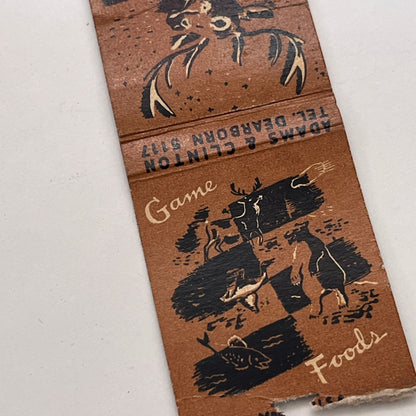 ADAMS & CLINTON
TEL. DEARBORN 5117
Game
Foods